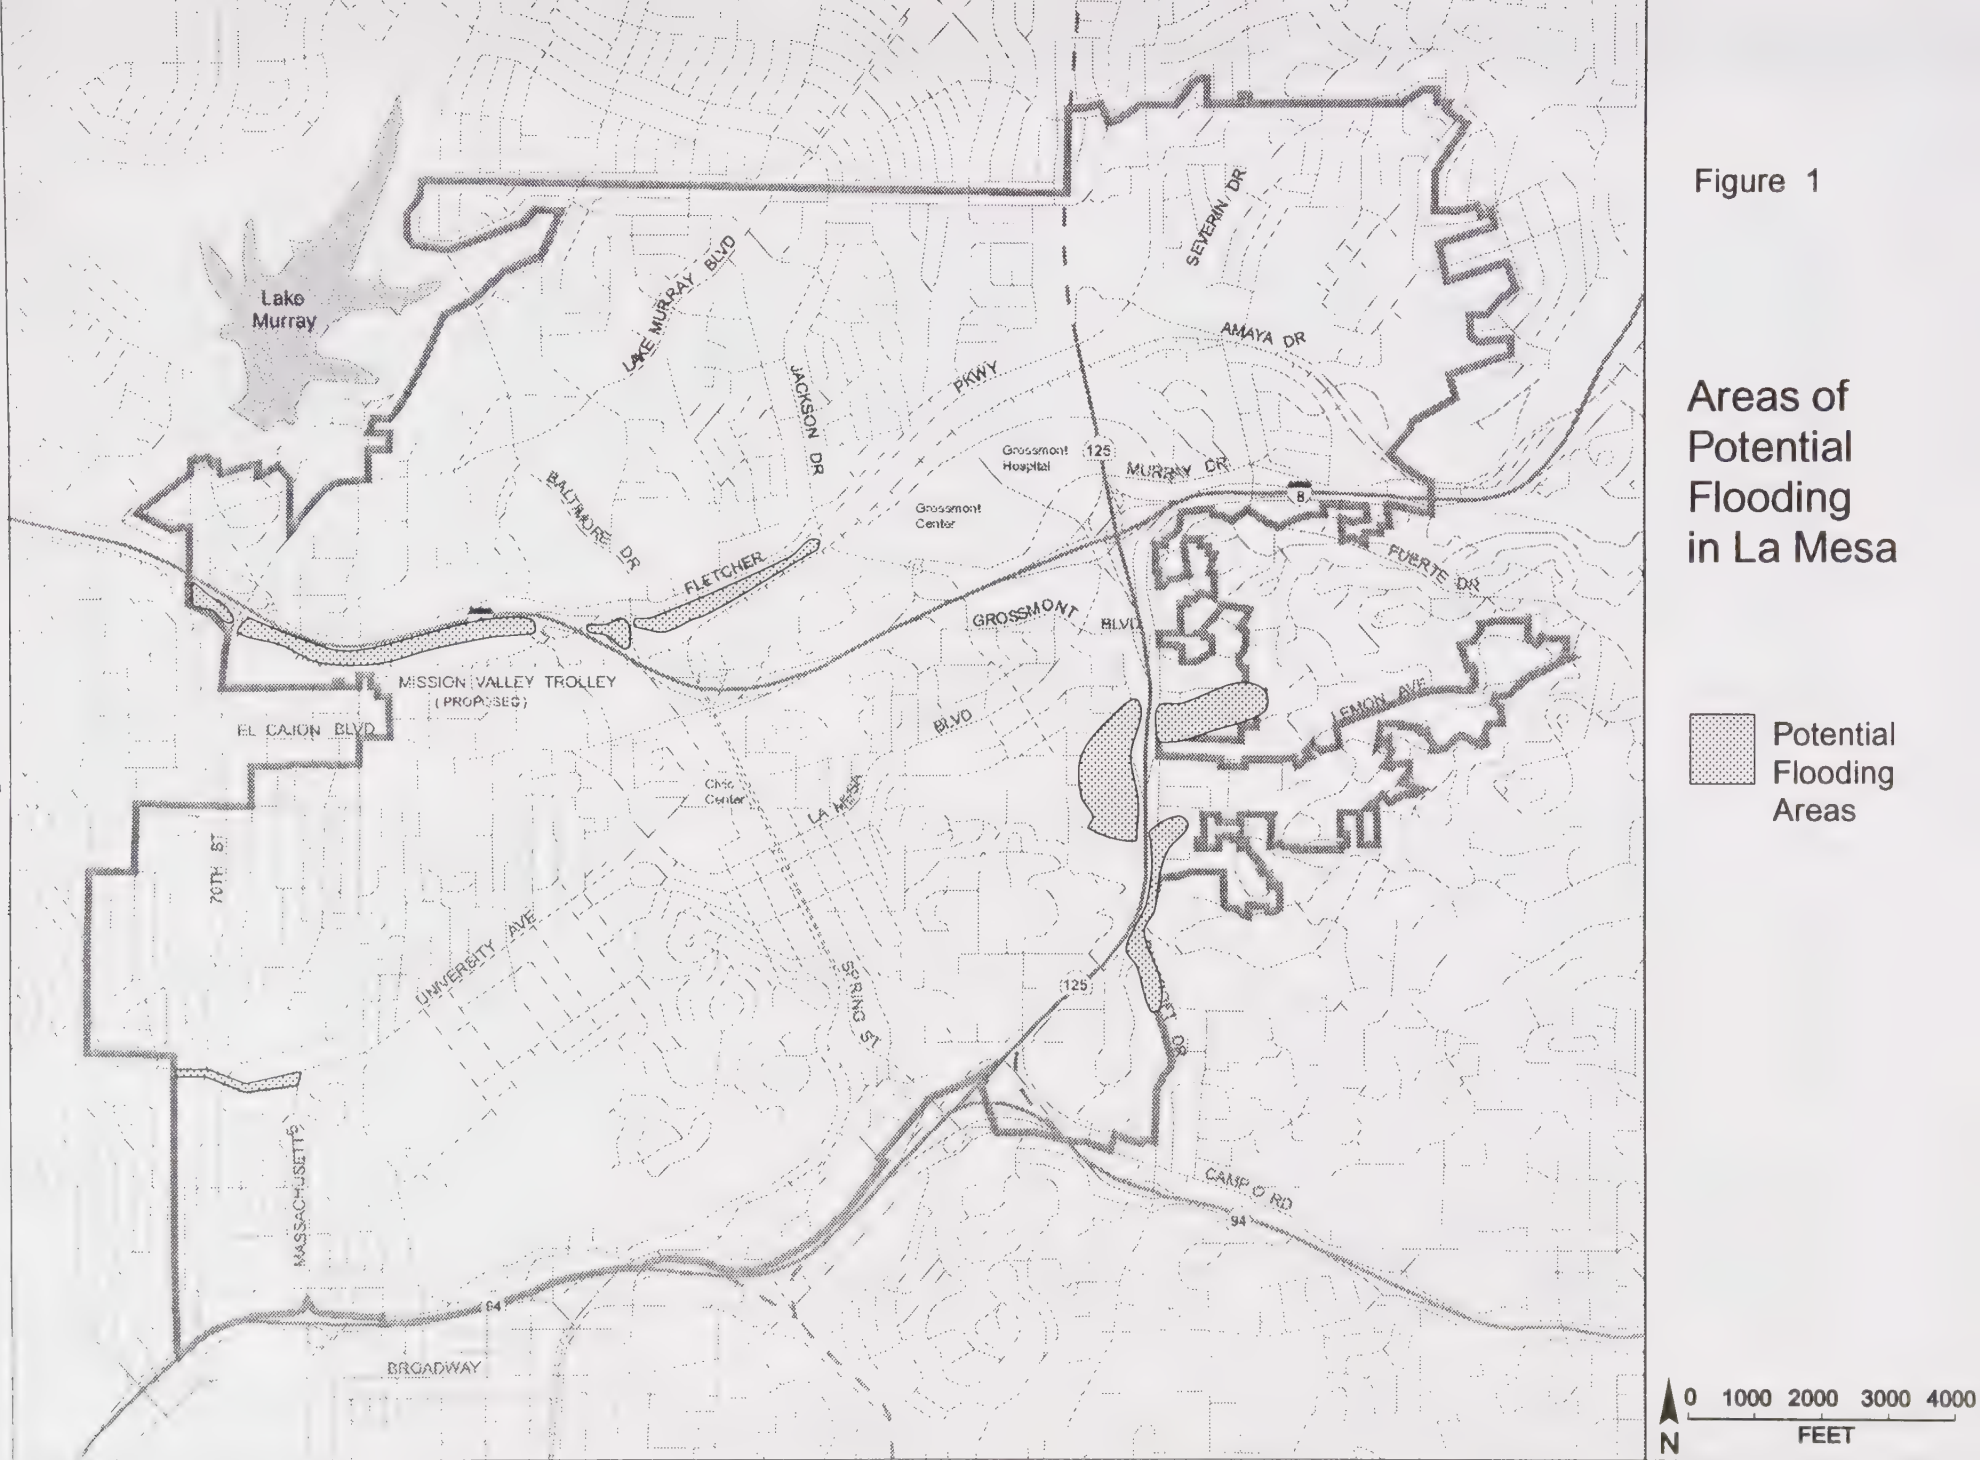 Figure 1
Areas of
Potential
Flooding
in La Mesa
Potential
Flooding
Areas
0 1000 2000 3000 4000
FEET
N
SEVERIN DR
Lake
Murray
LAKE MURRAY BLVD
AMAYA DR
JACKSON DR
PKWY
Grossmont
Hospital
125
MURRAY DR
8
BALTIMORE DR
Grossmont
Center
FLETCHER
FUERTE DR
GROSSMONT BLVD
MISSION VALLEY TROLLEY
(PROPOSED)
LEMON AVE
EL CAJON BLVD
BLVD
Civic
Center
LA MESA
70TH ST
UNIVERSITY AVE
SPRING ST
125
DR
MASSACHUSETTS
CAMPO RD
94
94
BROADWAY